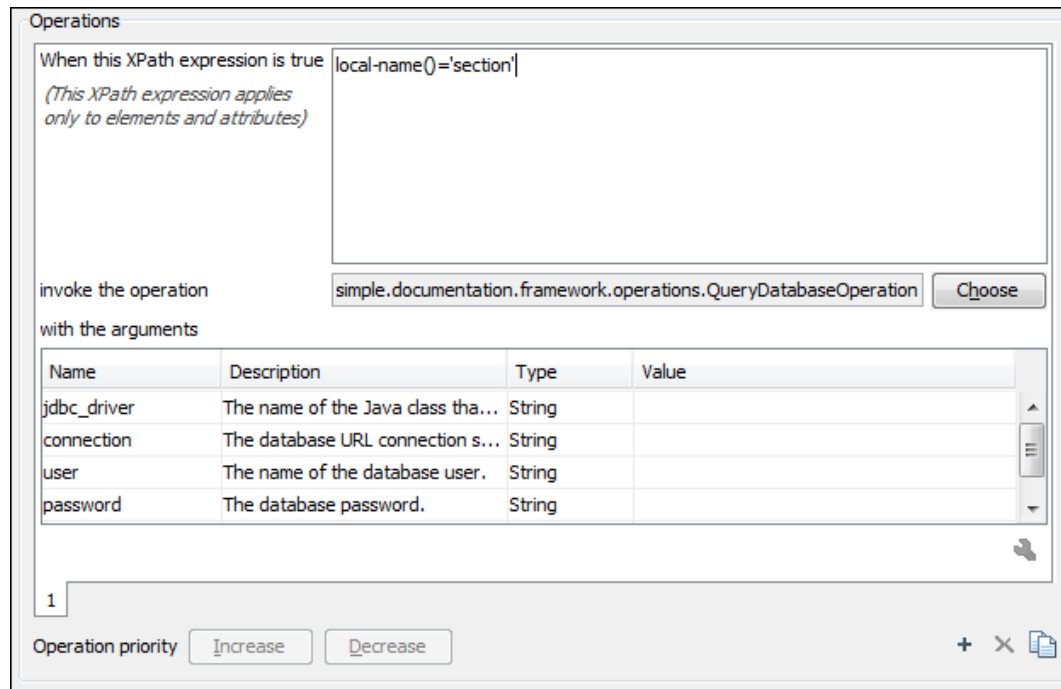 Operations
When this XPath expression is true
local-name()='section'
(This XPath expression applies
only to elements and attributes)
invoke the operation
simple.documentation.framework.operations.QueryDatabaseOperation
Choose
with the arguments
Name Description Type Value
jdbc_driver The name of the Java class tha... String
connection The database URL connection s... String
user The name of the database user. String
password The database password. String
1
Operation priority Increase Decrease